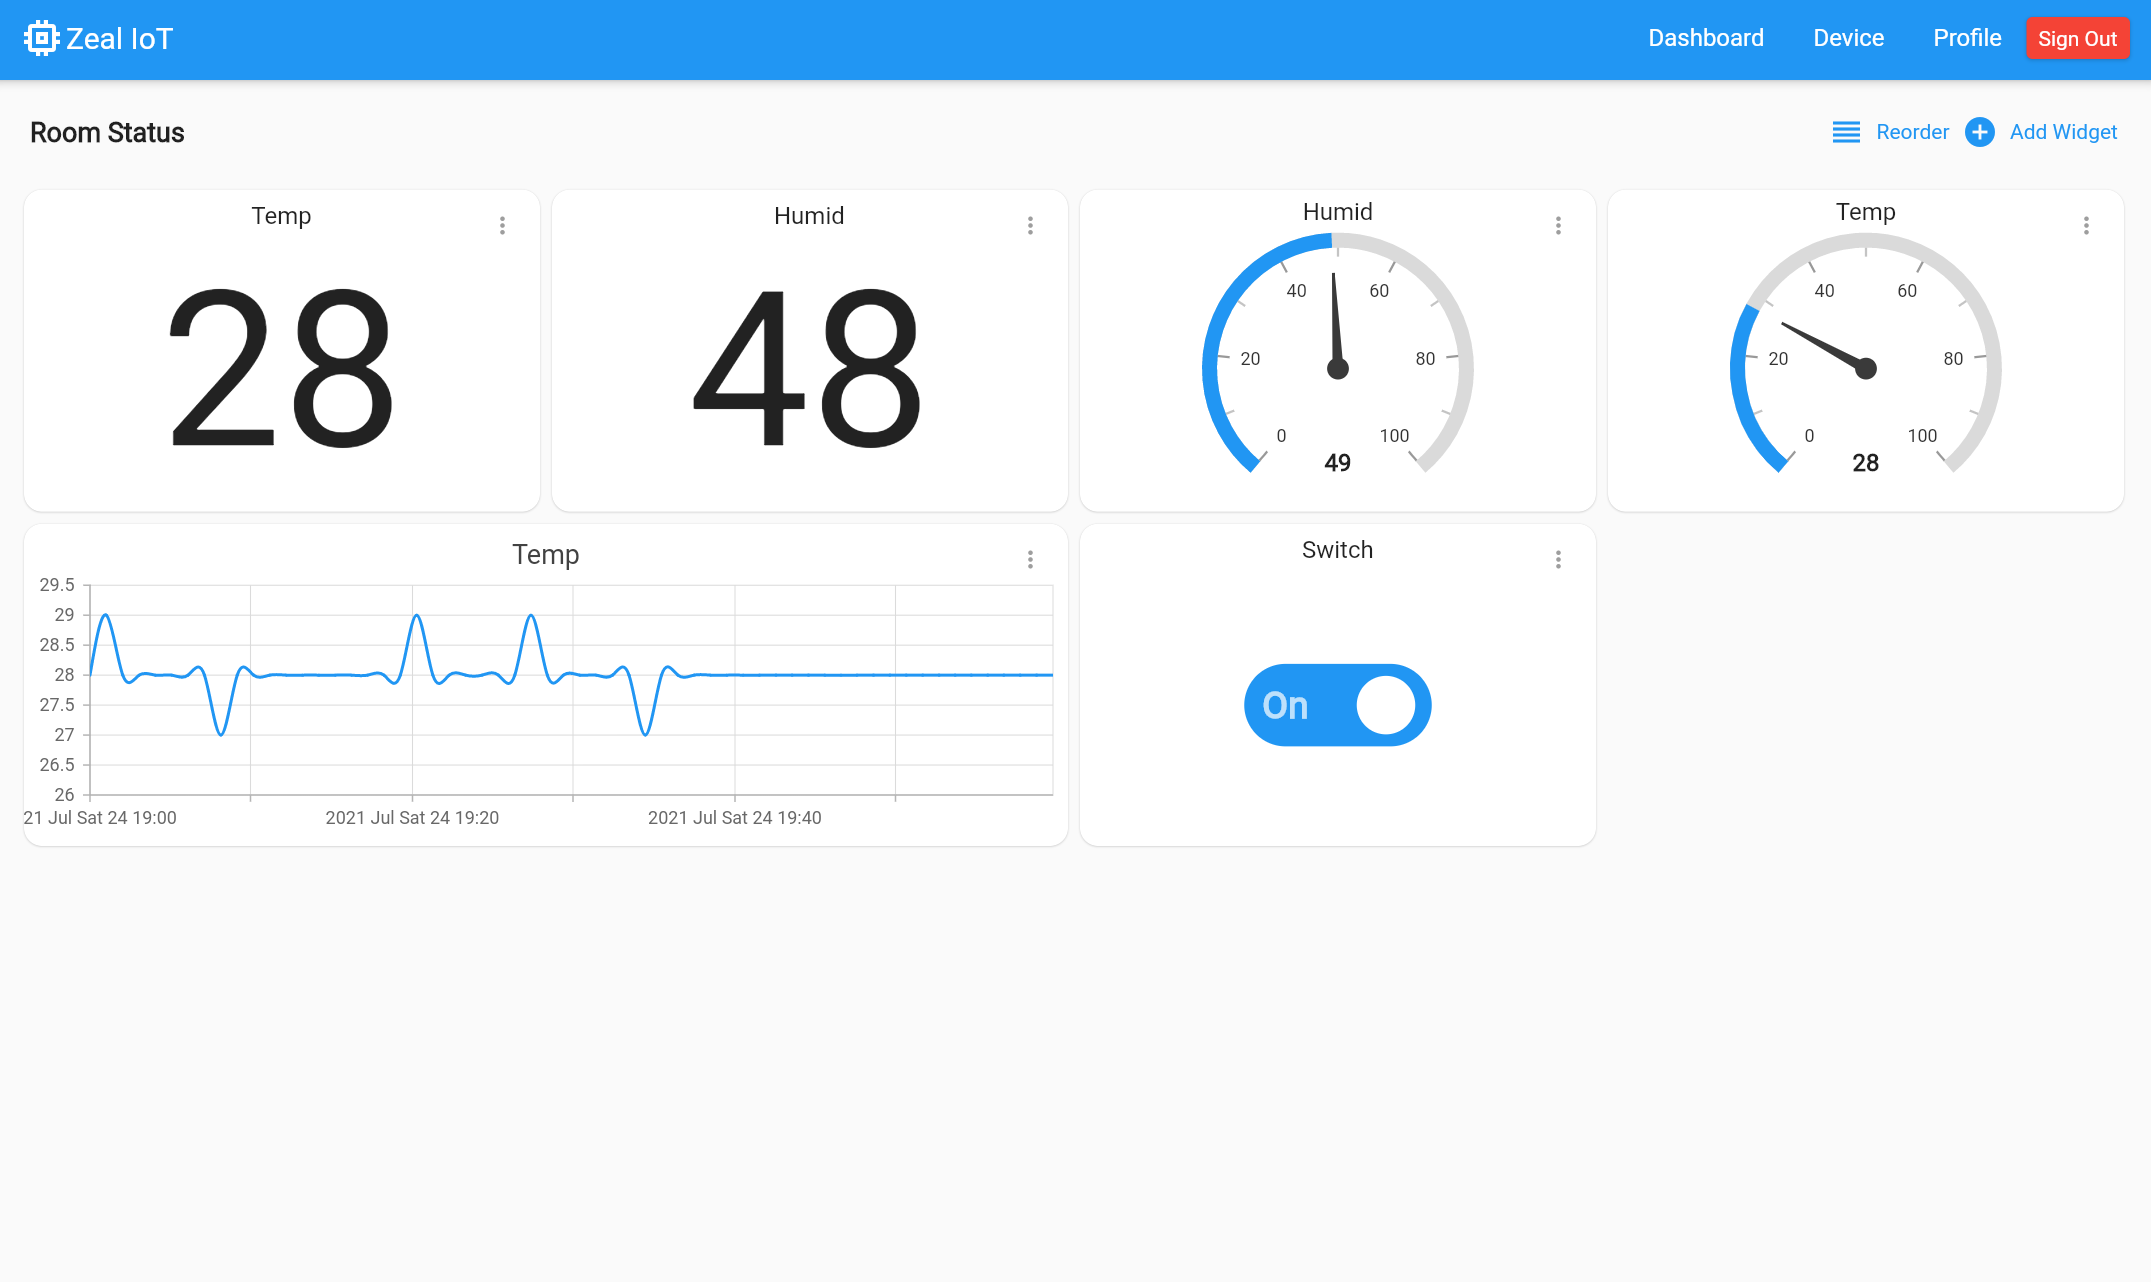 Zeal IoT
Dashboard Device Profile Sign Out
Room Status
Reorder Add Widget
Temp
28
Humid
48
Humid
0 20 40 60 80 100
49
Temp
0 20 40 60 80 100
28
Temp
29.5
29
28.5
28
27.5
27
26.5
26
21 Jul Sat 24 19:00 2021 Jul Sat 24 19:20 2021 Jul Sat 24 19:40
Switch
On